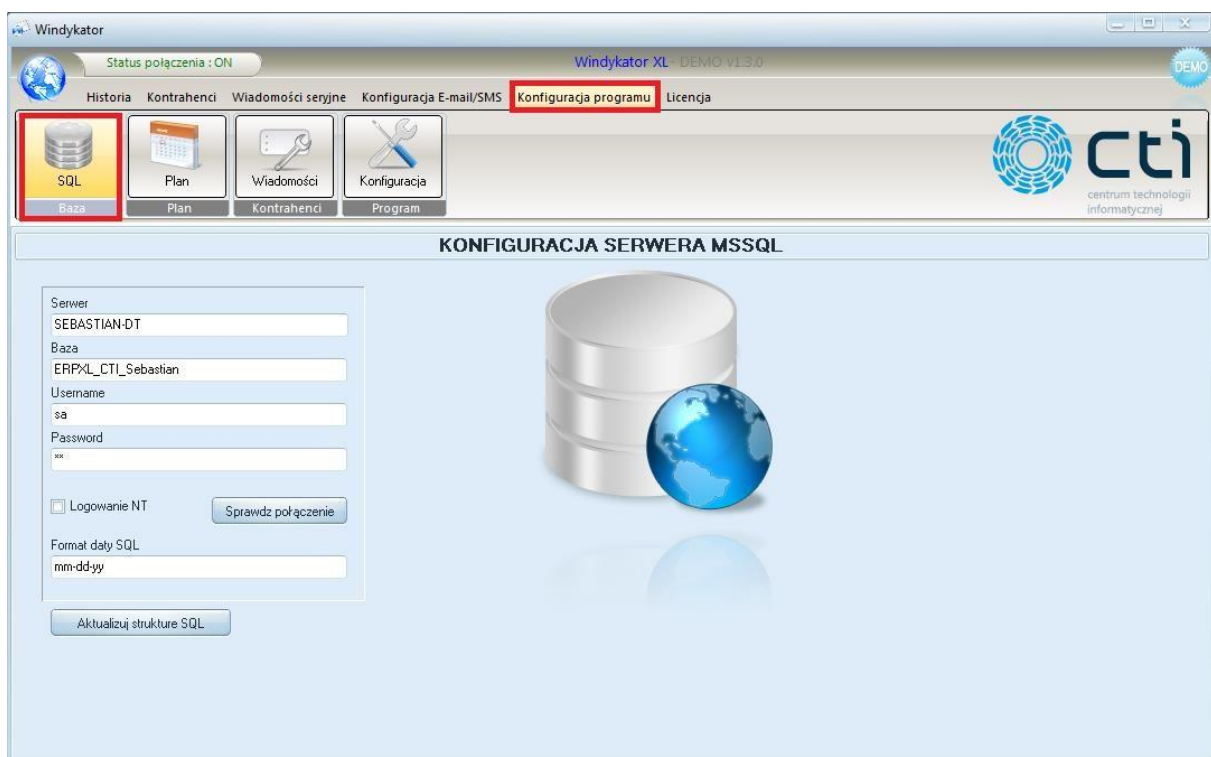 Windykator
Status połączenia : ON
Windykator XL - DEMO v1.3.0
DEMO
Historia Kontrahenci Wiadomości seryjne Konfiguracja E-mail/SMS Konfiguracja programu Licencja
SQL Plan Wiadomości Konfiguracja
Baza Plan Kontrahenci Program
cti
centrum technologii
informatycznej
KONFIGURACJA SERWERA MSSQL
Serwer
SEBASTIAN-DT
Baza
ERPXL_CTI_Sebastian
Username
sa
Password
**
Logowanie NT
Sprawdz połączenie
Format daty SQL
mm-dd-yy
Aktualizuj strukture SQL